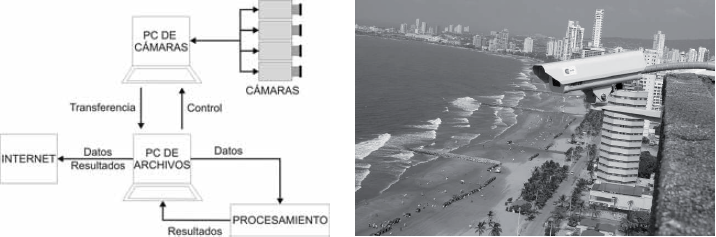 PC DE
CÁMARAS
CÁMARAS
Transferencia
Control
INTERNET
Datos
Resultados
PC DE
ARCHIVOS
Datos
PROCESAMIENTO
Resultados